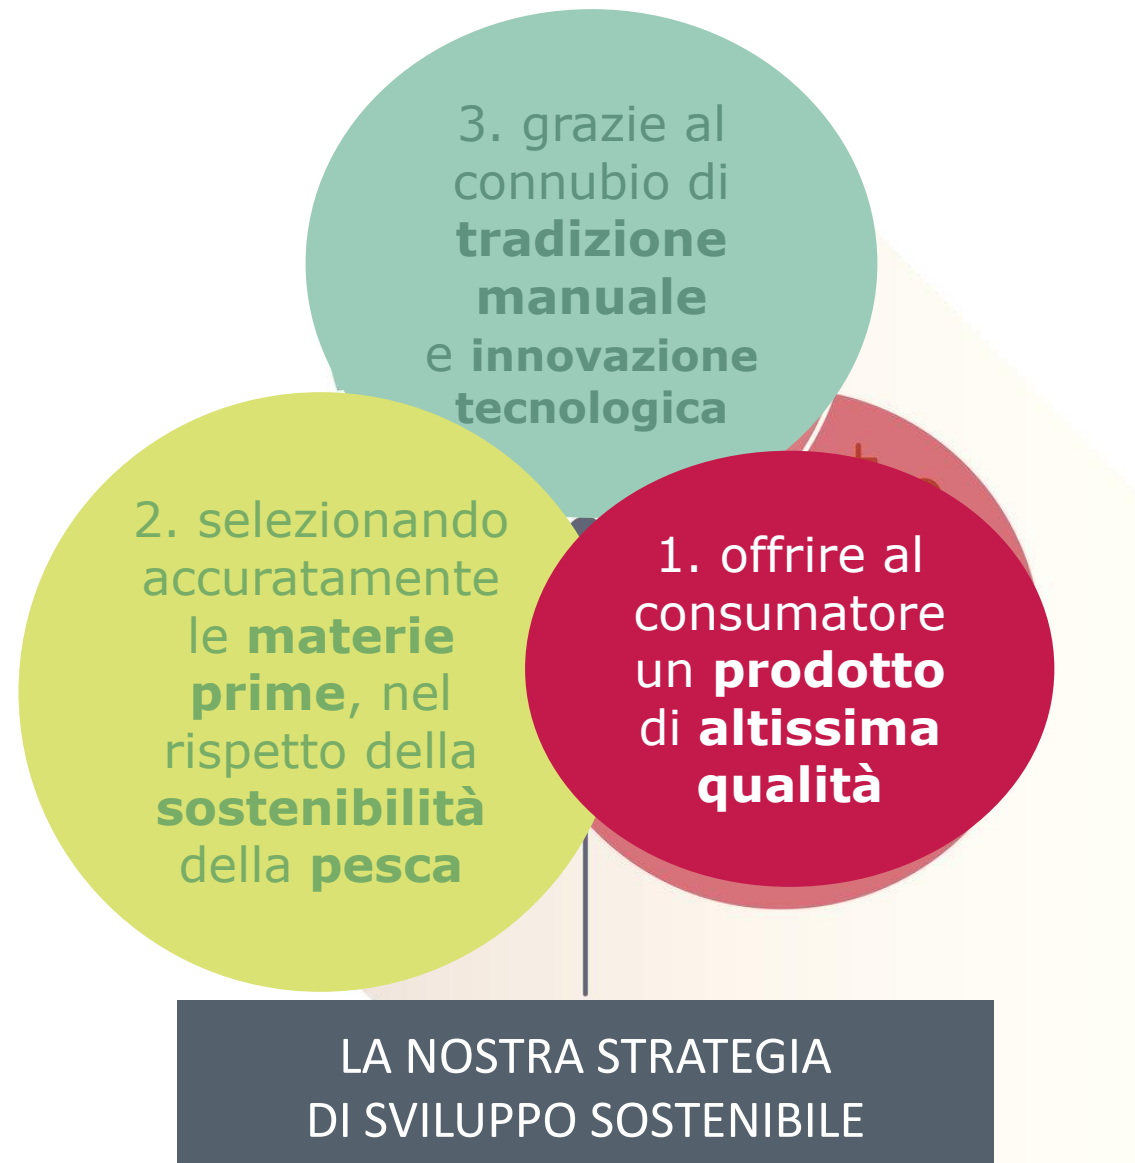 3. grazie al
connubio di
tradizione
manuale
e innovazione
tecnologica
2. selezionando
accuratamente
le materie
prime, nel
rispetto della
sostenibilità
della pesca
1. offrire al
consumatore
un prodotto
di altissima
qualità
LA NOSTRA STRATEGIA
DI SVILUPPO SOSTENIBILE